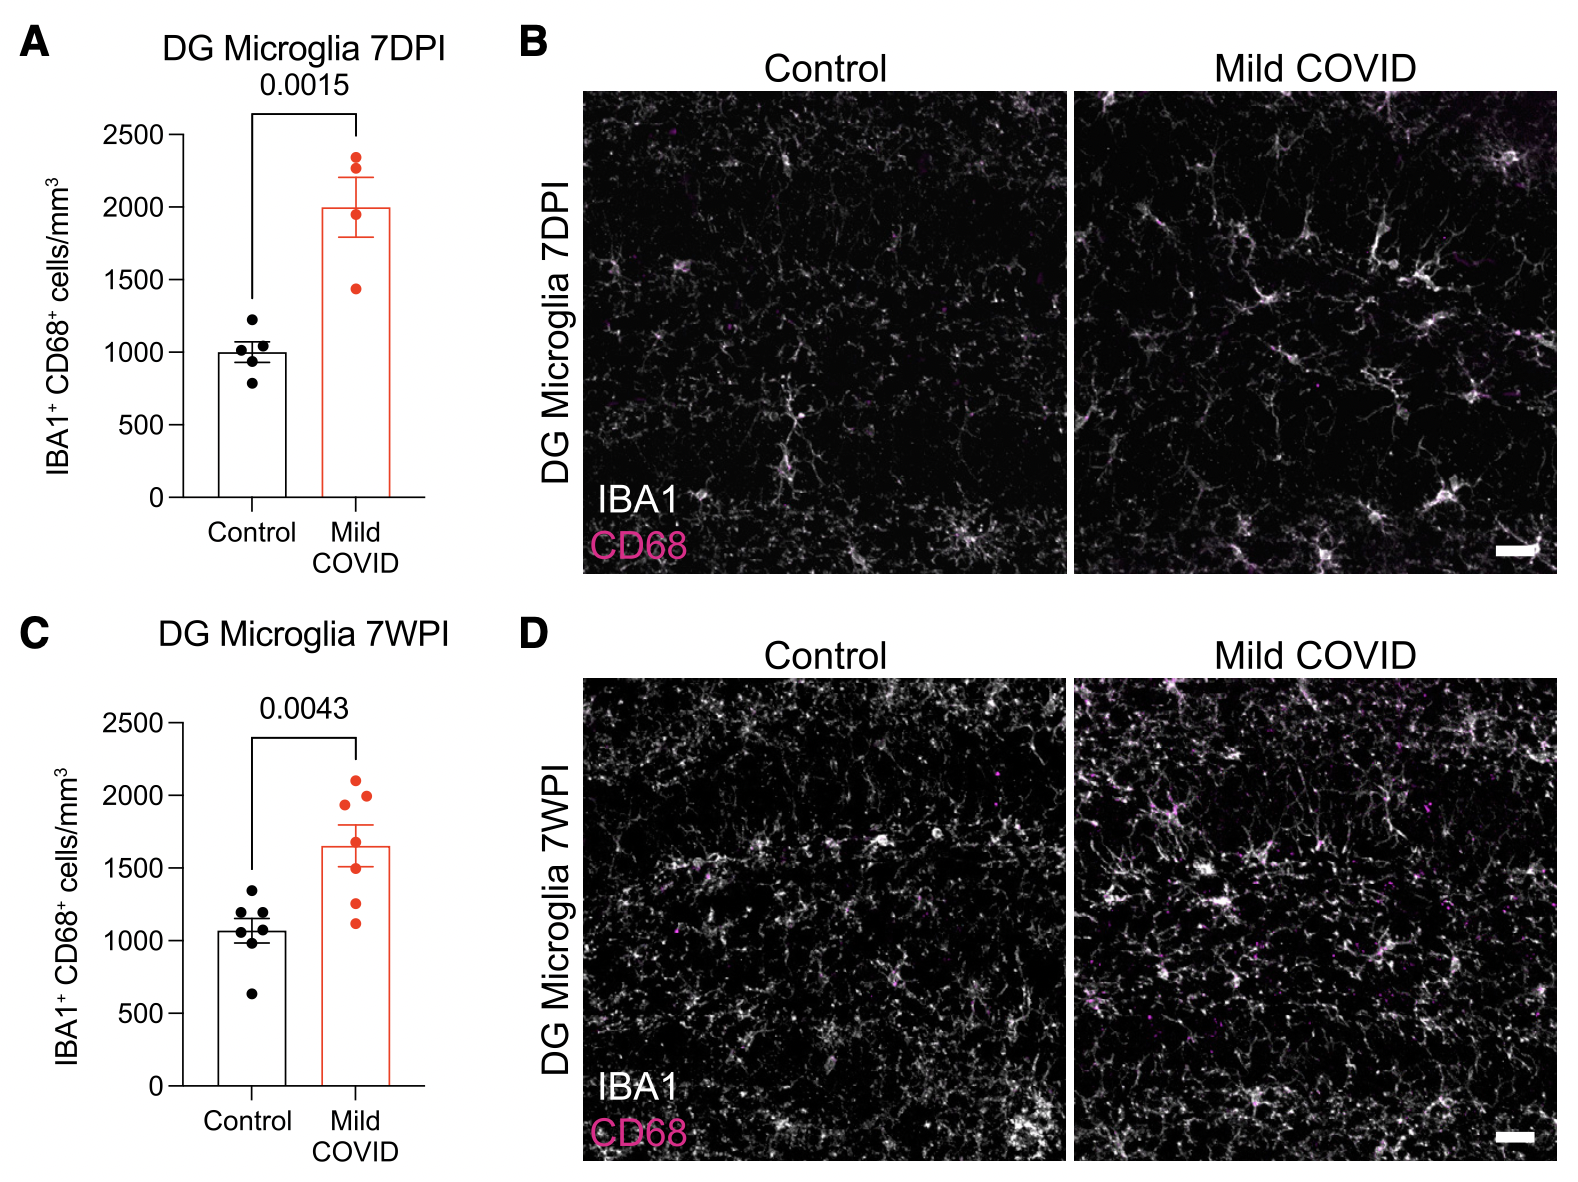 A
DG Microglia 7DPI
0.0015
IBA1⁺ CD68⁺ cells/mm³
2500
2000
1500
1000
500
0
Control
Mild
COVID
B
Control
Mild COVID
DG Microglia 7DPI
IBA1
CD68
C
DG Microglia 7WPI
0.0043
IBA1⁺ CD68⁺ cells/mm³
2500
2000
1500
1000
500
0
Control
Mild
COVID
D
Control
Mild COVID
DG Microglia 7WPI
IBA1
CD68